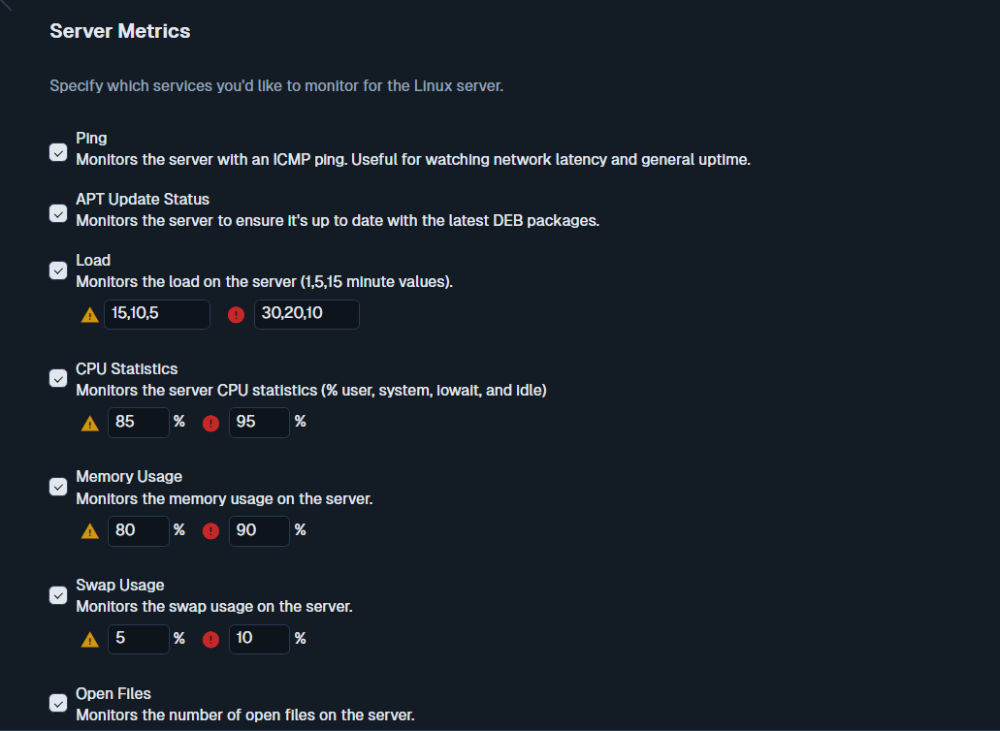 Server Metrics
Specify which services you'd like to monitor for the Linux server.
Ping
Monitors the server with an ICMP ping. Useful for watching network latency and general uptime.
APT Update Status
Monitors the server to ensure it's up to date with the latest DEB packages.
Load
Monitors the load on the server (1,5,15 minute values).
15,10,5 30,20,10
CPU Statistics
Monitors the server CPU statistics (% user, system, iowait, and idle)
85 % 95 %
Memory Usage
Monitors the memory usage on the server.
80 % 90 %
Swap Usage
Monitors the swap usage on the server.
5 % 10 %
Open Files
Monitors the number of open files on the server.